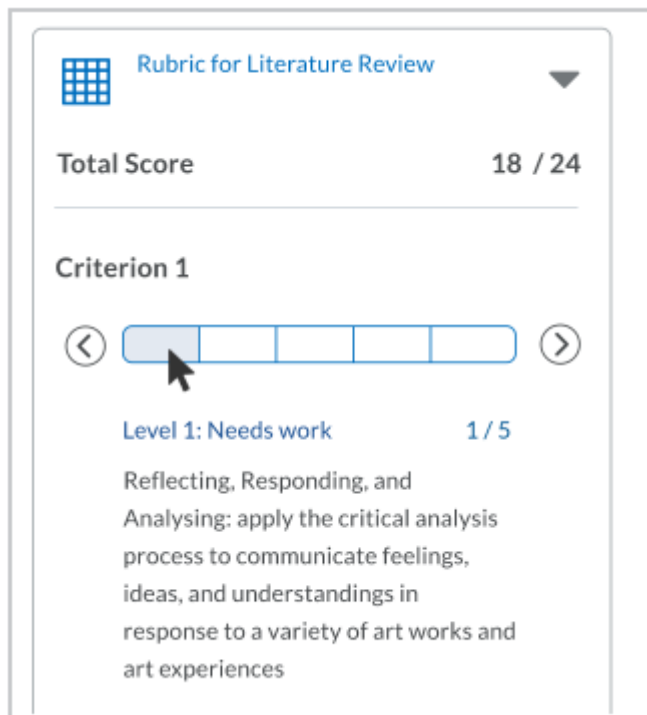 Rubric for Literature Review
Total Score 18 / 24
Criterion 1
Level 1: Needs work 1 / 5
Reflecting, Responding, and
Analysing: apply the critical analysis
process to communicate feelings,
ideas, and understandings in
response to a variety of art works and
art experiences